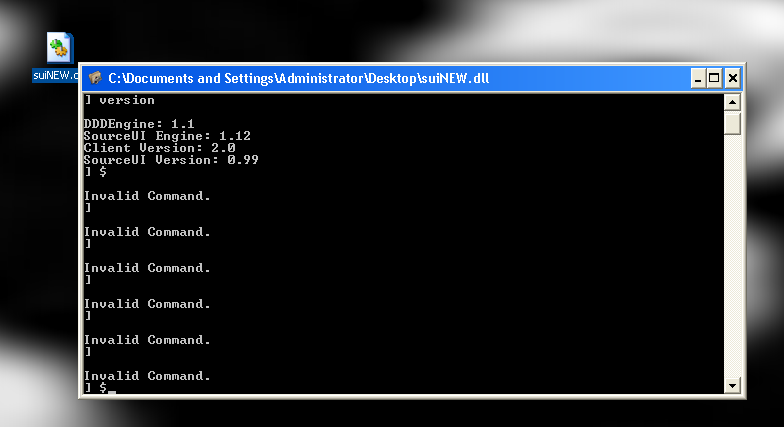 suiNEW.d
C:\Documents and Settings\Administrator\Desktop\suiNEW.dll
] version
DDDEngine: 1.1
SourceUI Engine: 1.12
Client Version: 2.0
SourceUI Version: 0.99
] $
Invalid Command.
]
Invalid Command.
]
Invalid Command.
]
Invalid Command.
]
Invalid Command.
]
Invalid Command.
] $_